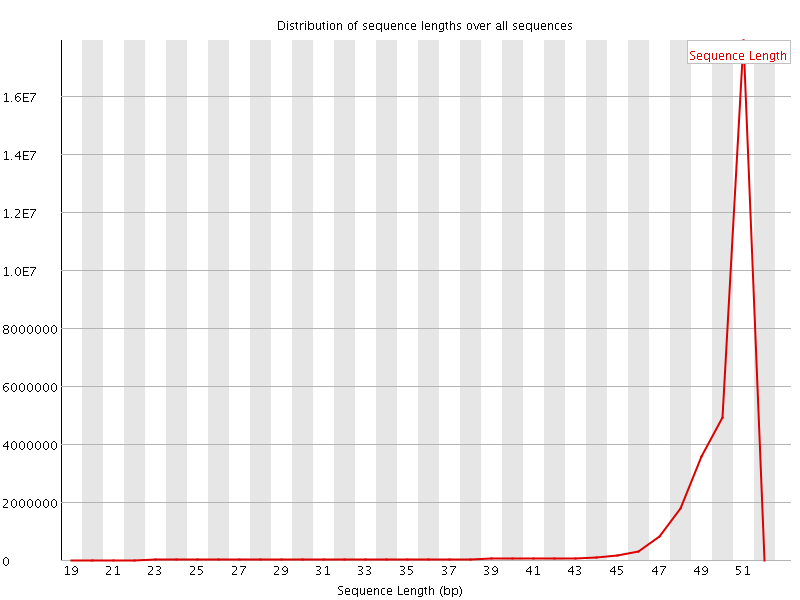 Distribution of sequence lengths over all sequences
Sequence Length
1.6E7
1.4E7
1.2E7
1.0E7
8000000
6000000
4000000
2000000
0
19 21 23 25 27 29 31 33 35 37 39 41 43 45 47 49 51
Sequence Length (bp)